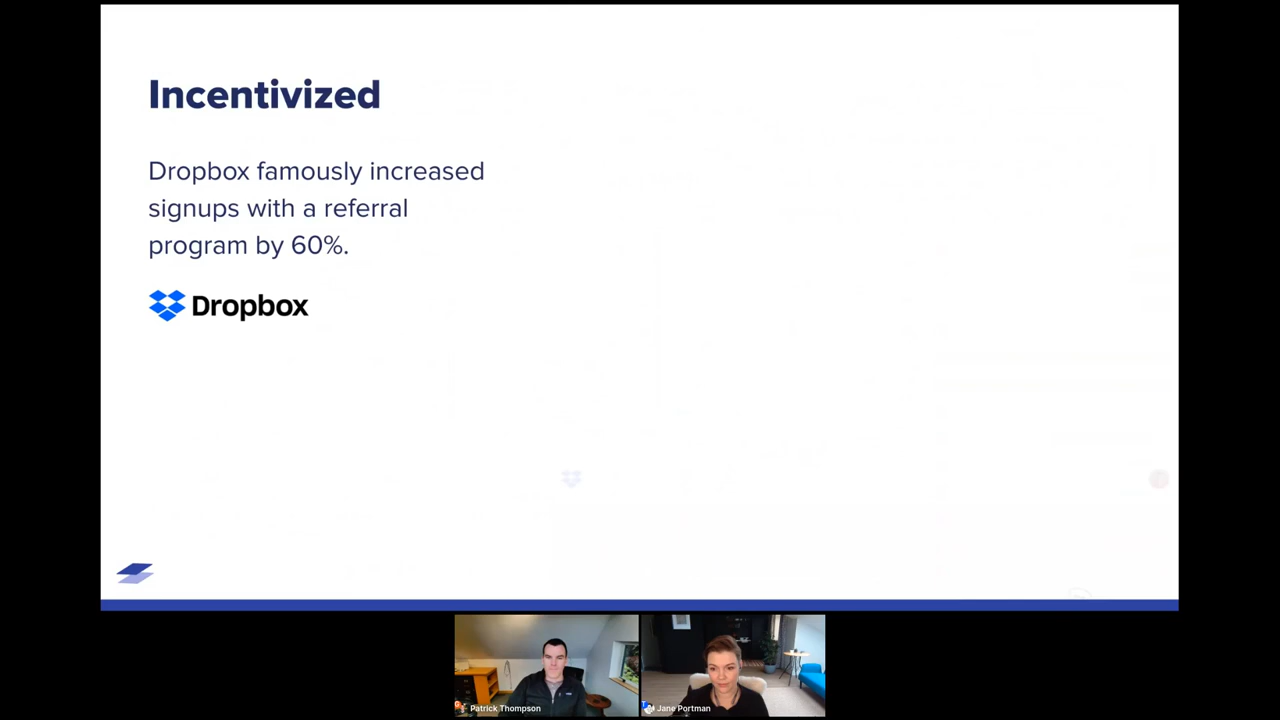 Incentivized
Dropbox famously increased
signups with a referral
program by 60%.
Dropbox
Patrick Thompson
Jane Portman